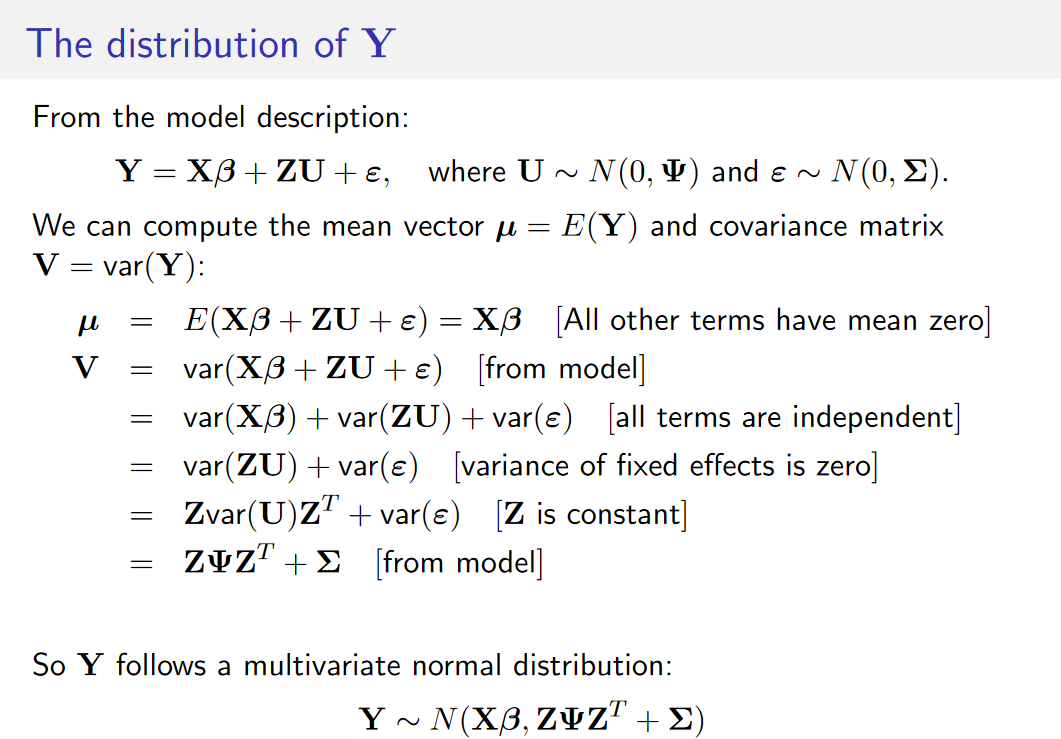 The distribution of Y
From the model description:
Y = Xβ + ZU + ε, where U ∼ N(0, Ψ) and ε ∼ N(0, Σ).
We can compute the mean vector μ = E(Y) and covariance matrix
V = var(Y):
μ = E(Xβ + ZU + ε) = Xβ [All other terms have mean zero]
V = var(Xβ + ZU + ε) [from model]
= var(Xβ) + var(ZU) + var(ε) [all terms are independent]
= var(ZU) + var(ε) [variance of fixed effects is zero]
= Zvar(U)Zᵀ + var(ε) [Z is constant]
= ZΨZᵀ + Σ [from model]
So Y follows a multivariate normal distribution:
Y ∼ N(Xβ, ZΨZᵀ + Σ)